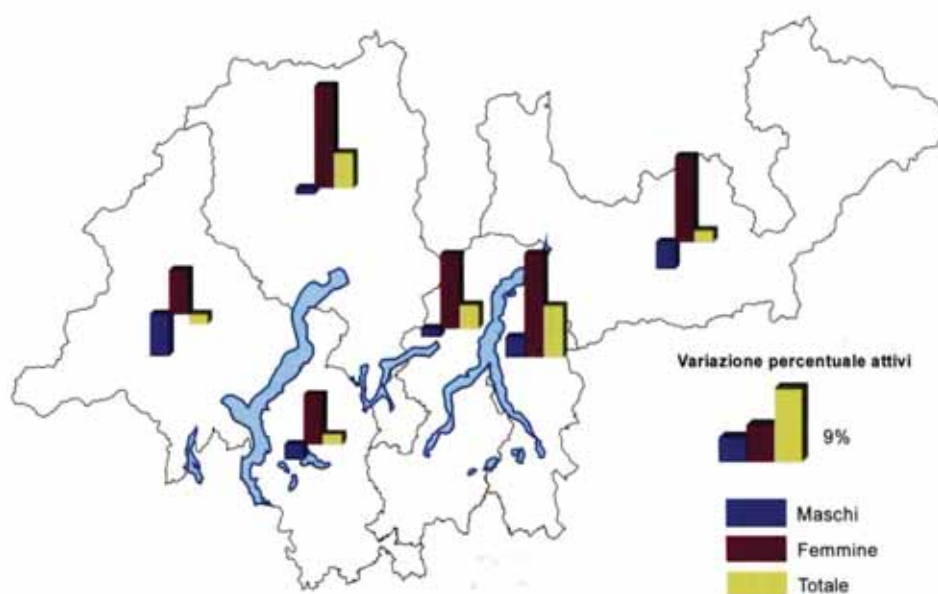 Variazione percentuale attivi
9%
Maschi
Femmine
Totale